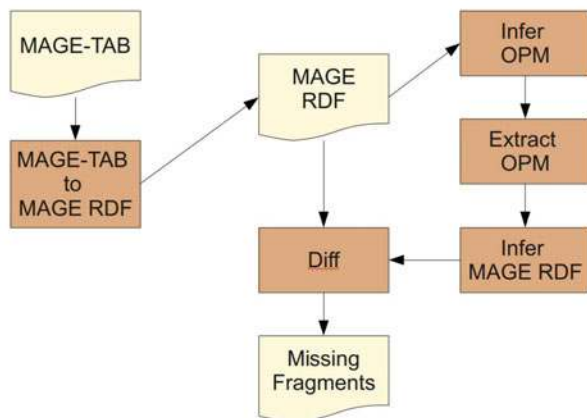 MAGE-TAB
MAGE-TAB
to
MAGE RDF
MAGE
RDF
Infer
OPM
Extract
OPM
Infer
MAGE RDF
Diff
Missing
Fragments